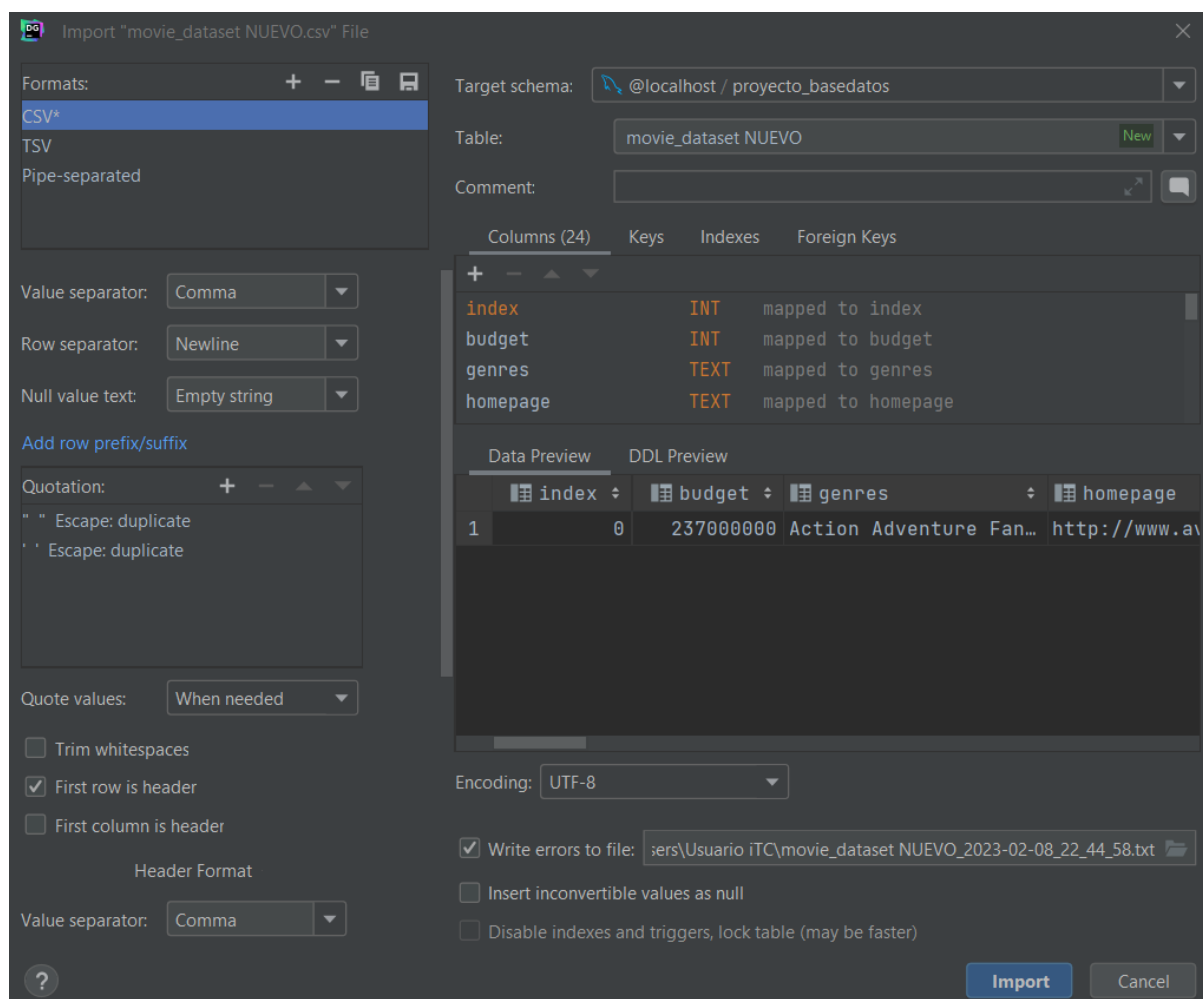 DG Import "movie_dataset NUEVO.csv" File
Formats:
CSV*
TSV
Pipe-separated
Value separator: Comma
Row separator: Newline
Null value text: Empty string
Add row prefix/suffix
Quotation:
" " Escape: duplicate
' ' Escape: duplicate
Quote values: When needed
Trim whitespaces
First row is header
First column is header
Header Format
Value separator: Comma
?
Target schema: @localhost / proyecto_basedatos
Table: movie_dataset NUEVO New
Comment:
Columns (24) Keys Indexes Foreign Keys
index INT mapped to index
budget INT mapped to budget
genres TEXT mapped to genres
homepage TEXT mapped to homepage
Data Preview DDL Preview
index budget genres homepage
1 0 237000000 Action Adventure Fan… http://www.av
Encoding: UTF-8
Write errors to file: sers\Usuario iTC\movie_dataset NUEVO_2023-02-08_22_44_58.txt
Insert inconvertible values as null
Disable indexes and triggers, lock table (may be faster)
Import Cancel